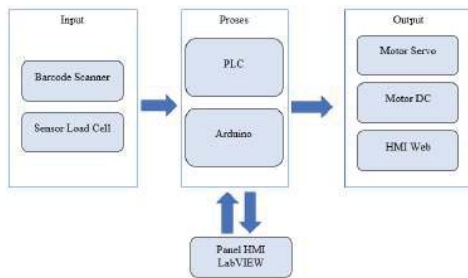 Input
Barcode Scanner
Sensor Load Cell
Proses
PLC
Arduino
Output
Motor Servo
Motor DC
HMI Web
Panel HMI
LabVIEW